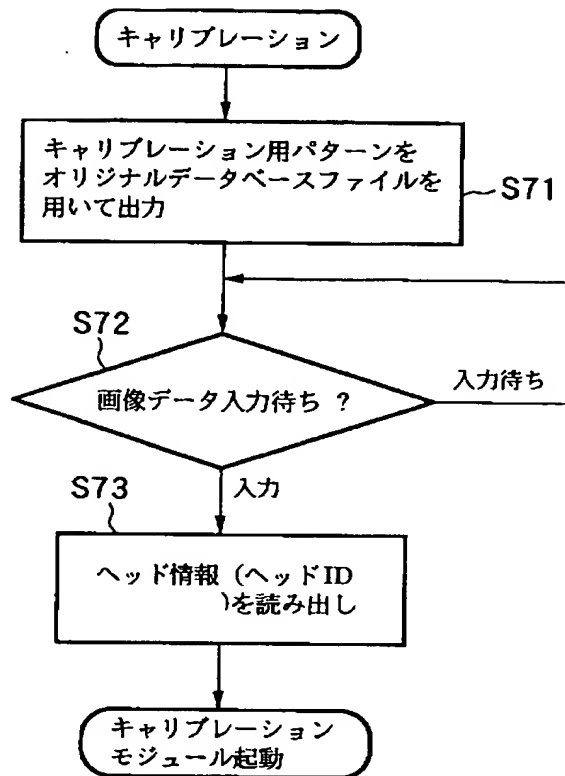 キャリブレーション
キャリブレーション用パターンを
オリジナルデータベースファイルを
用いて出力
S71
S72
画像データ入力待ち ?
入力待ち
入力
S73
ヘッド情報 (ヘッドID
)を読み出し
キャリブレーション
モジュール起動